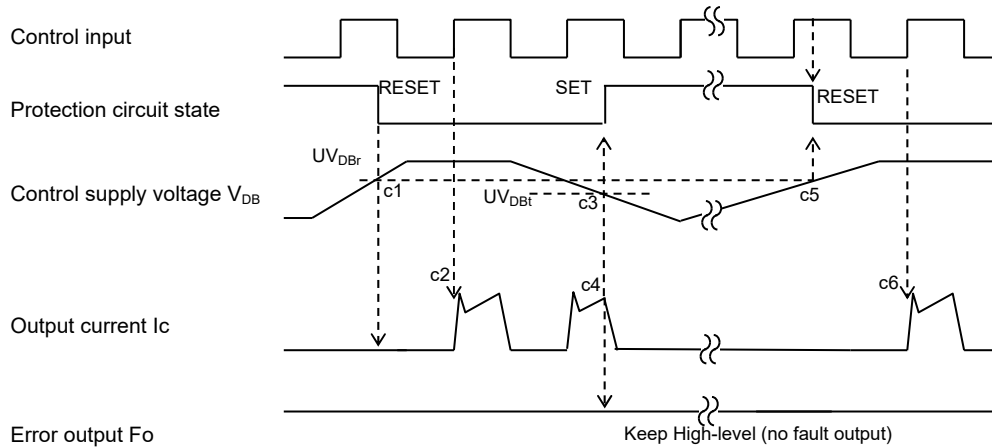 Control input
RESET
SET
Protection circuit state
RESET
UVDBr
Control supply voltage VDB
c1
UVDBt
c3
c5
c2
c4
c6
Output current Ic
Error output Fo
Keep High-level (no fault output)